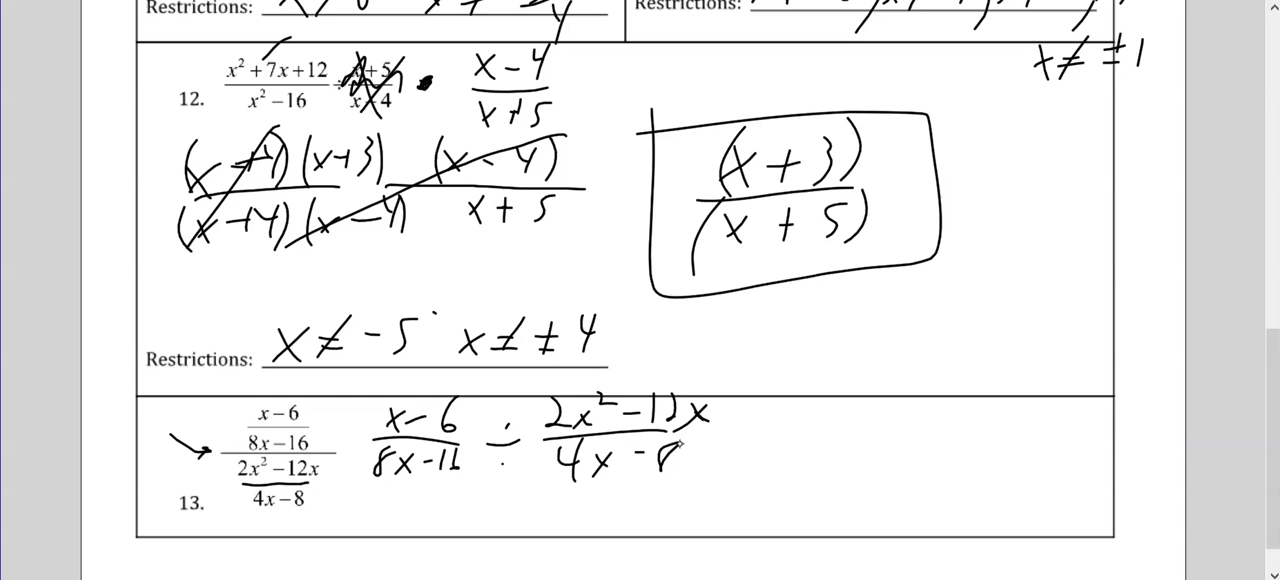 Restrictions:
Restrictions:
x ≠ ±1
12. (x² + 7x + 12)/(x² − 16) ÷ (x + 5)/(x − 4) • (x − 4)/(x + 5)
(x + 4)(x + 3)/(x + 4)(x − 4) (x − 4)/(x + 5)
(x + 3)/(x + 5)
Restrictions: x ≠ −5 x ≠ ± 4
13. ((x − 6)/(8x − 16))/((2x² − 12x)/(4x − 8)) (x − 6)/(8x − 16) ÷ (2x² − 12x)/(4x − 8)